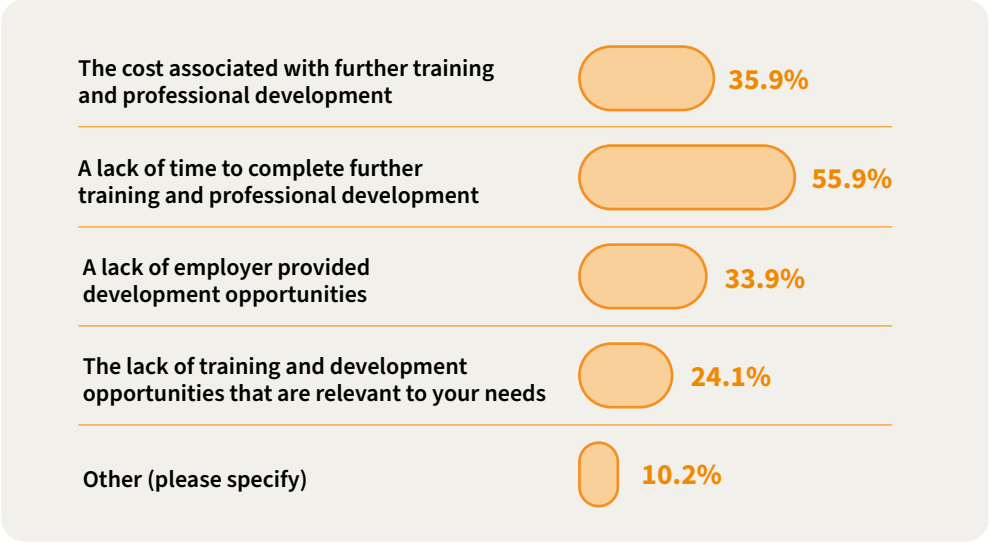 The cost associated with further training
and professional development
35.9%
A lack of time to complete further
training and professional development
55.9%
A lack of employer provided
development opportunities
33.9%
The lack of training and development
opportunities that are relevant to your needs
24.1%
Other (please specify)
10.2%